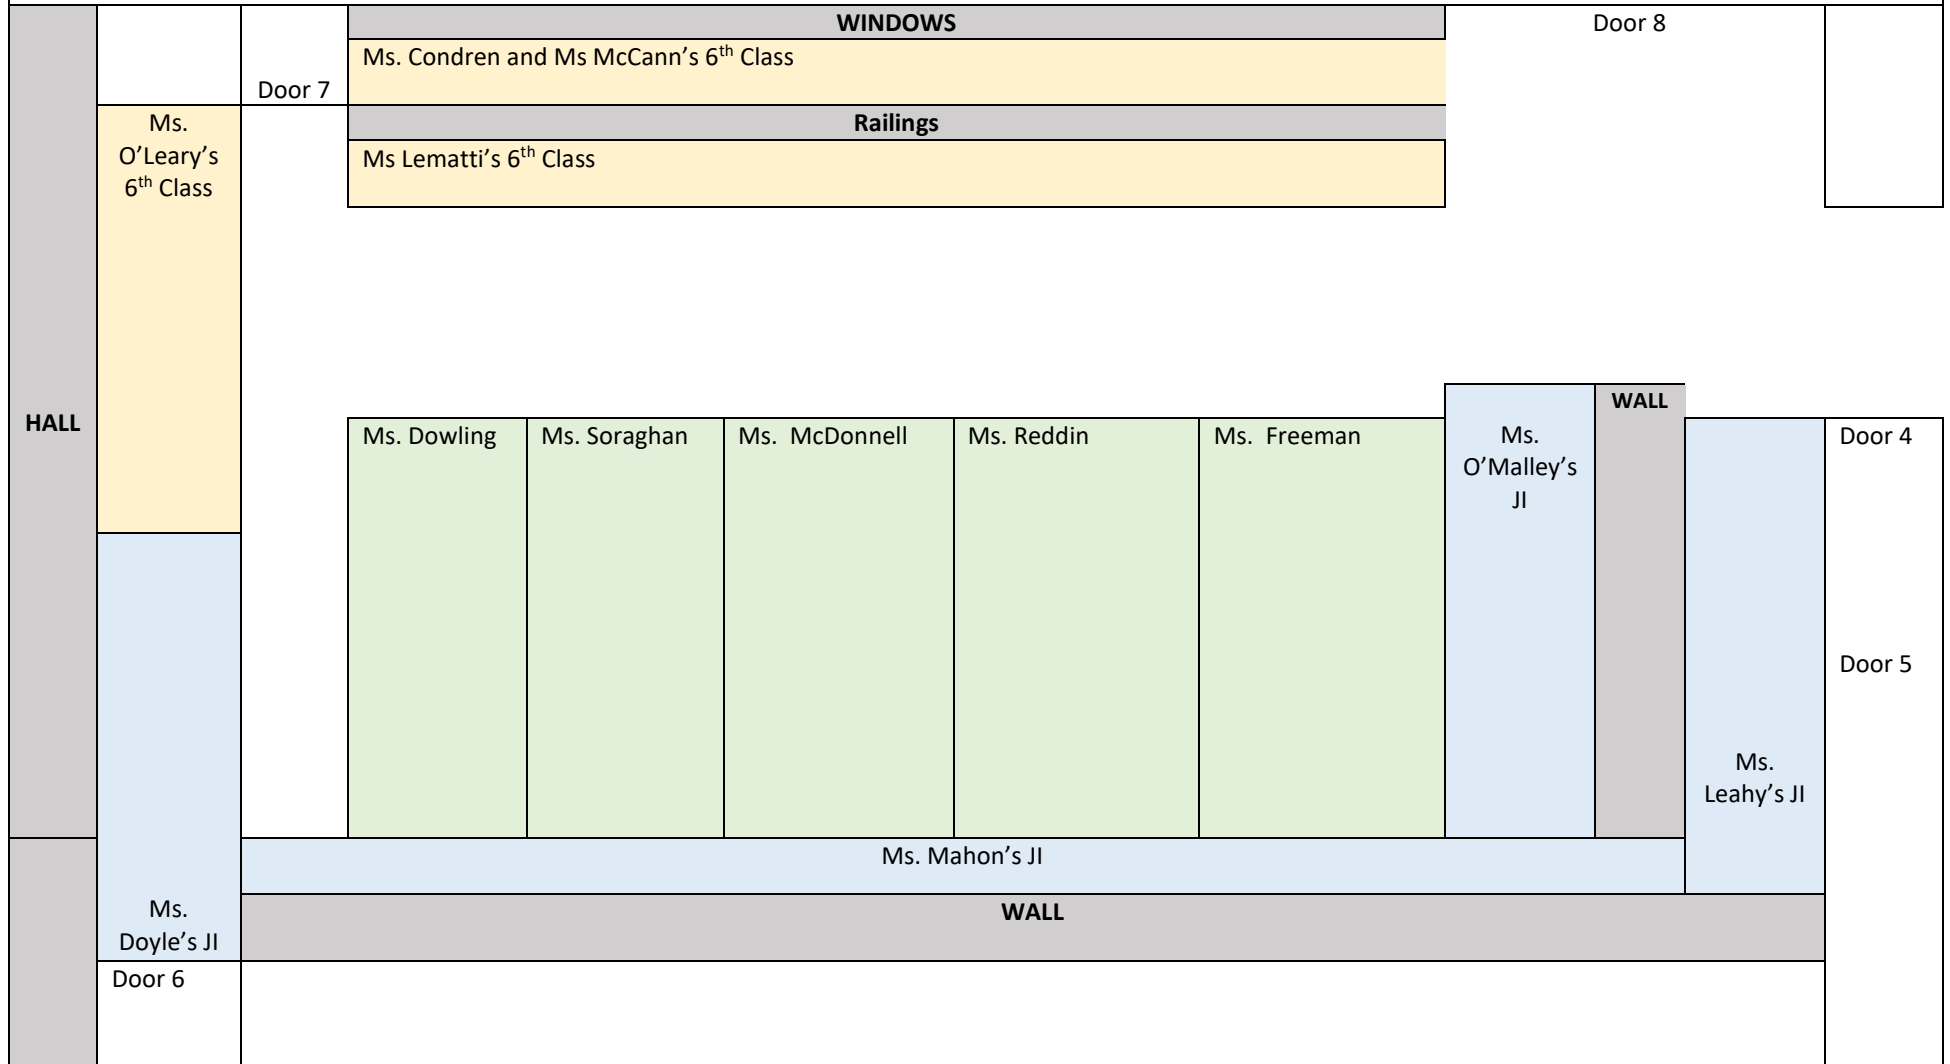 WINDOWS
Door 8
Ms. Condren and Ms McCann’s 6th Class
Door 7
Ms.
O’Leary’s
6th Class
Railings
Ms Lematti’s 6th Class
HALL
WALL
Ms. Dowling
Ms. Soraghan
Ms.  McDonnell
Ms. Reddin
Ms.  Freeman
Ms.
O’Malley’s
JI
Door 4
Door 5
Ms.
Leahy’s JI
Ms. Mahon’s JI
Ms.
Doyle’s JI
WALL
Door 6